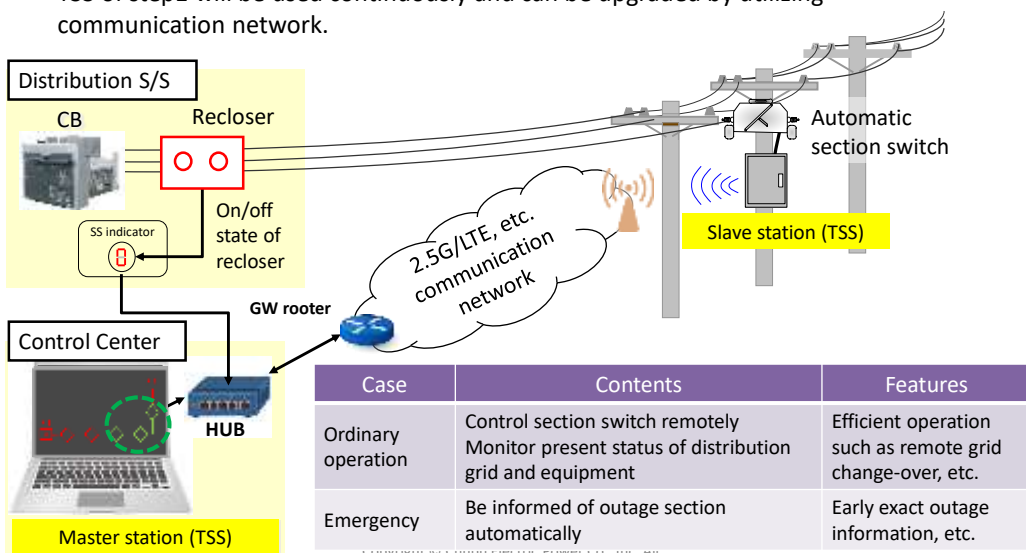 communication network.
Distribution S/S
CB
Recloser
Automatic
section switch
SS indicator
0
On/off
state of
recloser
2.5G/LTE, etc.
communication
network
Slave station (TSS)
GW rooter
Control Center
HUB
Master station (TSS)
Case Contents Features
Ordinary
operation
Control section switch remotely
Monitor present status of distribution
grid and equipment
Efficient operation
such as remote grid
change-over, etc.
Emergency
Be informed of outage section
automatically
Early exact outage
information, etc.